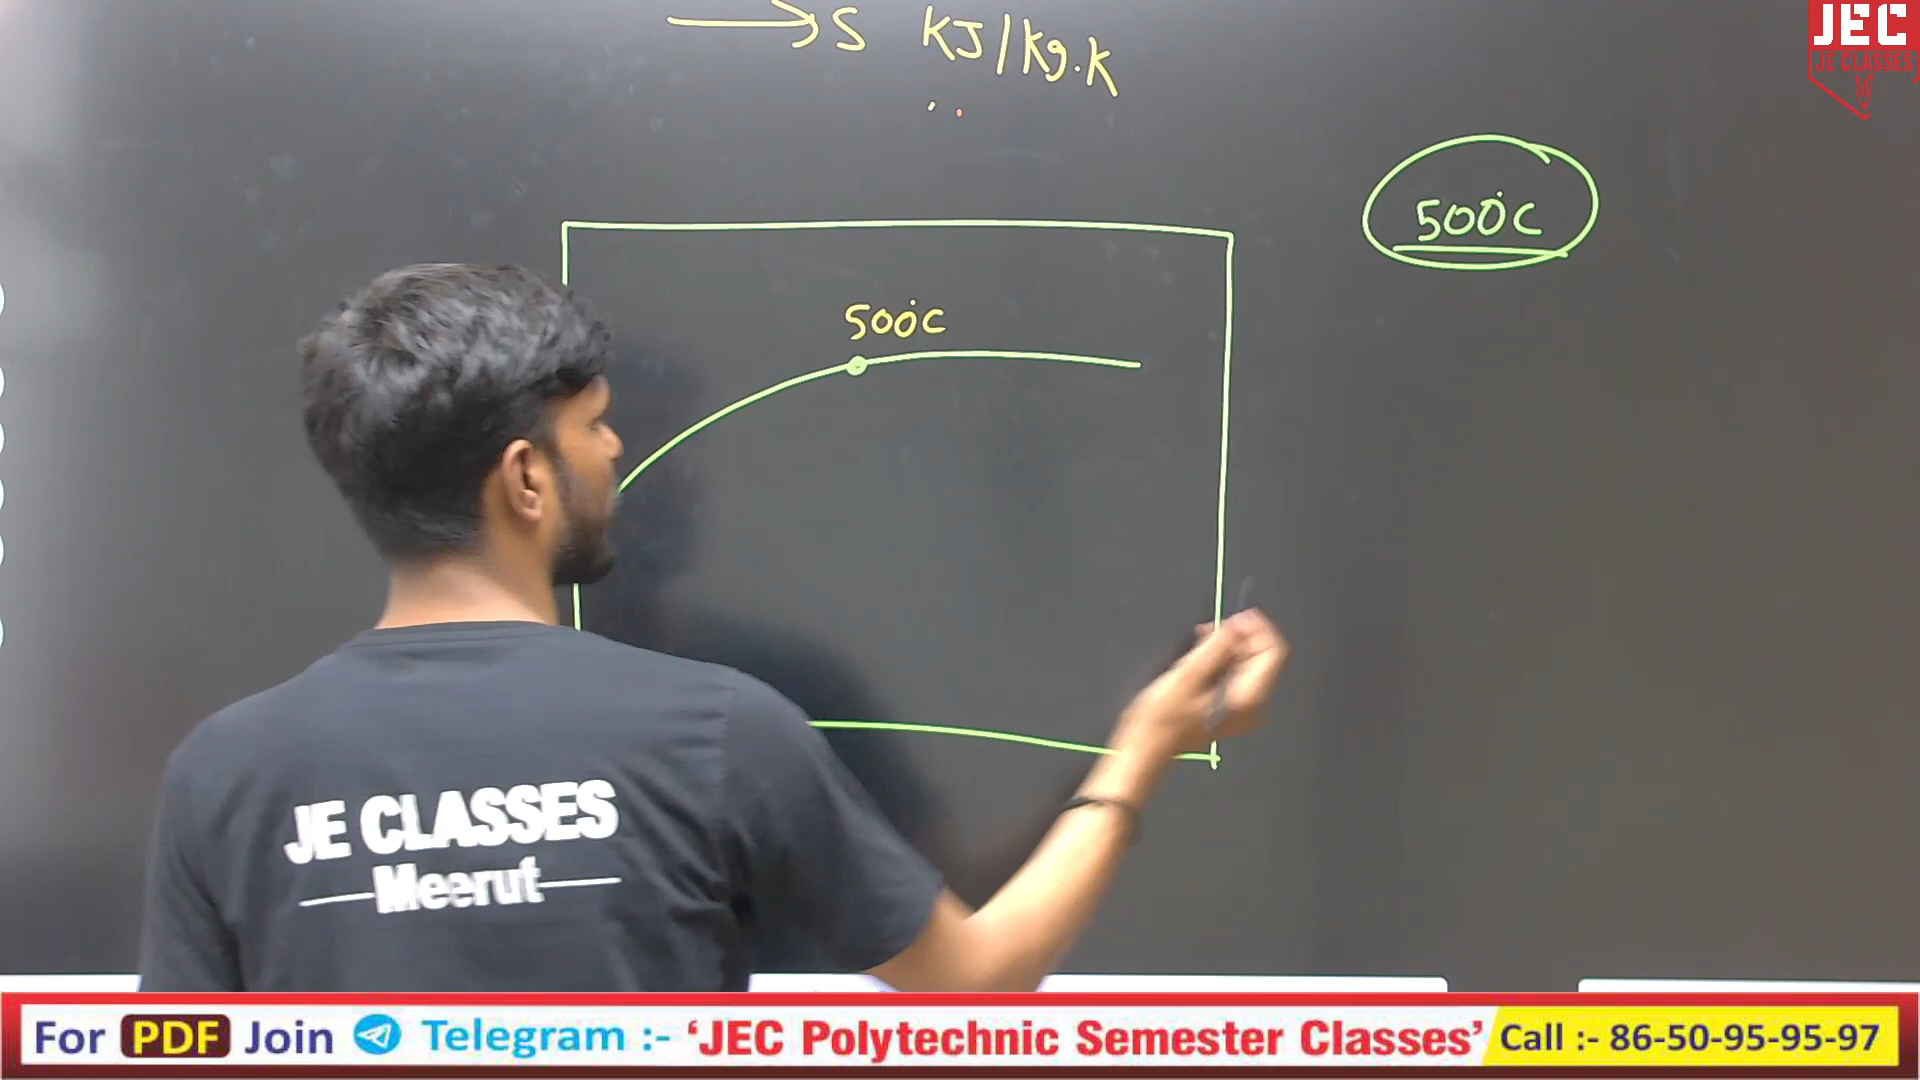 → S KJ/Kg.K
JEC
JE CLASSES
500°C
500°C
JE CLASSES
Meerut
For PDF Join Telegram :- ‘JEC Polytechnic Semester Classes’
Call :- 86-50-95-95-97